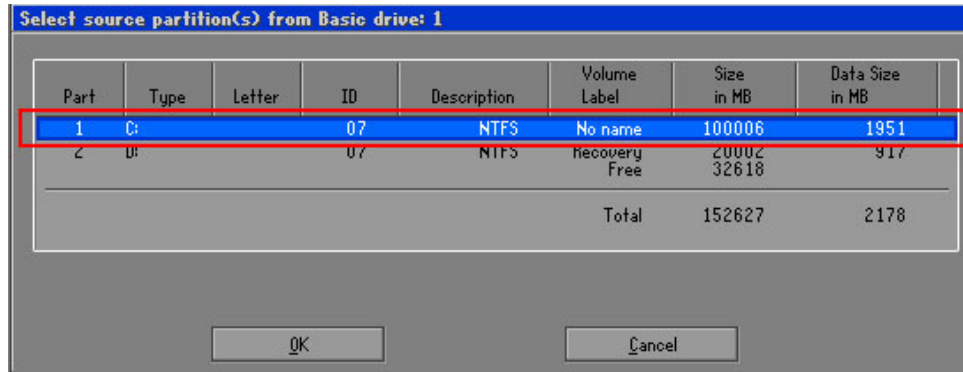 Select source partition(s) from Basic drive: 1
Part Type Letter ID Description Volume Label Size in MB Data Size in MB
1 C: 07 NTFS No name 100006 1951
2 D: 07 NTFS Recovery 20002 917
Free 32618
Total 152627 2178
OK Cancel